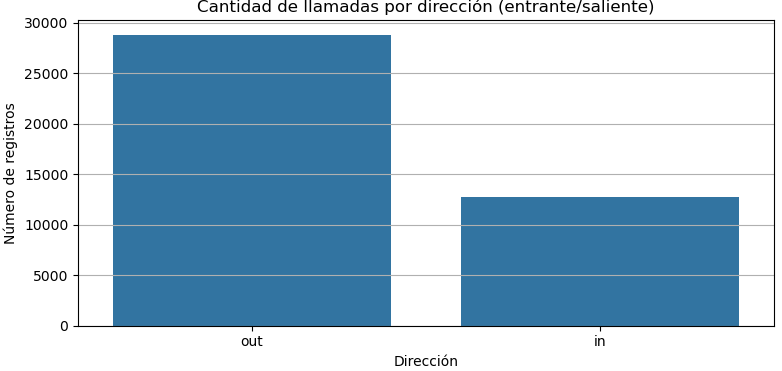 Cantidad de llamadas por dirección (entrante/saliente)
Número de registros
30000
25000
20000
15000
10000
5000
0
out
in
Dirección